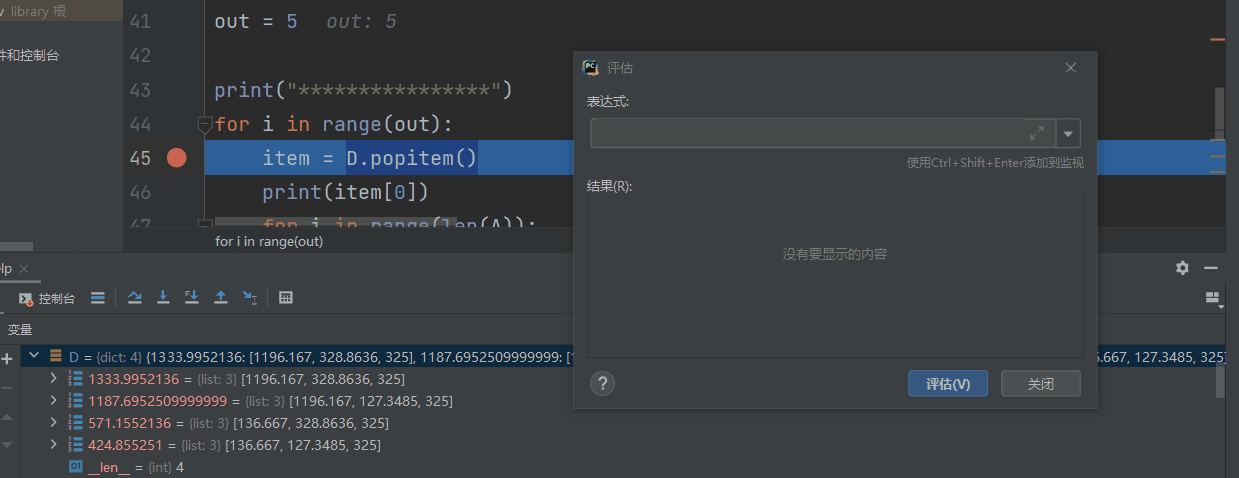 library 根
件和控制台
41 out = 5 out: 5
42
43 print("****************")
44 for i in range(out):
45 item = D.popitem()
46 print(item[0])
47 for i in range(len(A)):
for i in range(out)
评估
表达式:
使用Ctrl+Shift+Enter添加到监视
结果(R):
没有要显示的内容
? 评估(V) 关闭
lp
控制台
变量
D = {dict: 4} {1333.9952136: [1196.167, 328.8636, 325], 1187.6952509999999: [1 6.667, 127.3485, 325]
1333.9952136 = {list: 3} [1196.167, 328.8636, 325]
1187.6952509999999 = {list: 3} [1196.167, 127.3485, 325]
571.1552136 = {list: 3} [136.667, 328.8636, 325]
424.855251 = {list: 3} [136.667, 127.3485, 325]
01 __len__ = {int} 4